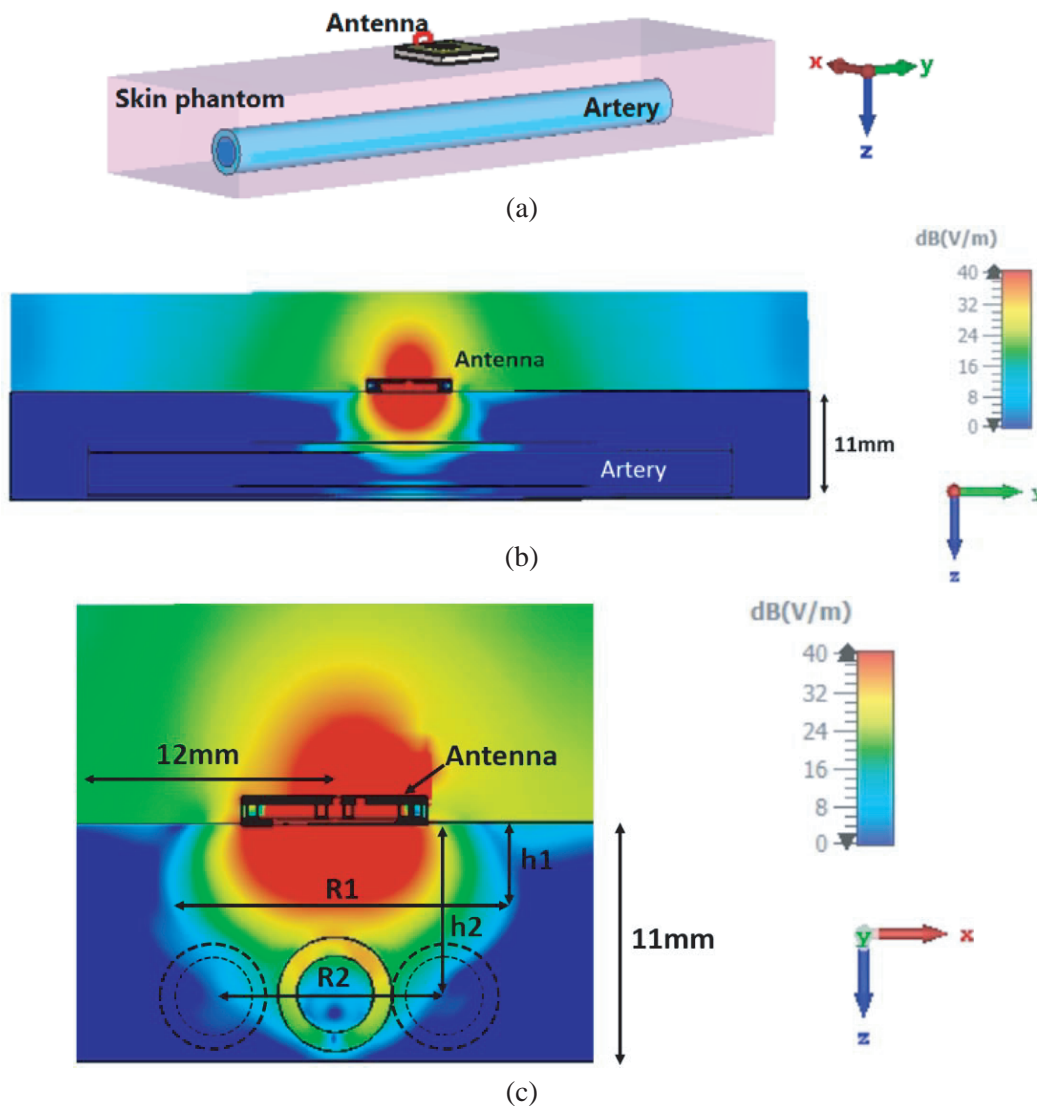 Antenna
Skin phantom
Artery
x
y
z
(a)
dB(V/m)
40
32
24
16
8
0
Antenna
11mm
Artery
y
z
(b)
dB(V/m)
40
32
24
16
8
0
12mm
Antenna
h1
R1
h2
11mm
R2
y
x
z
(c)